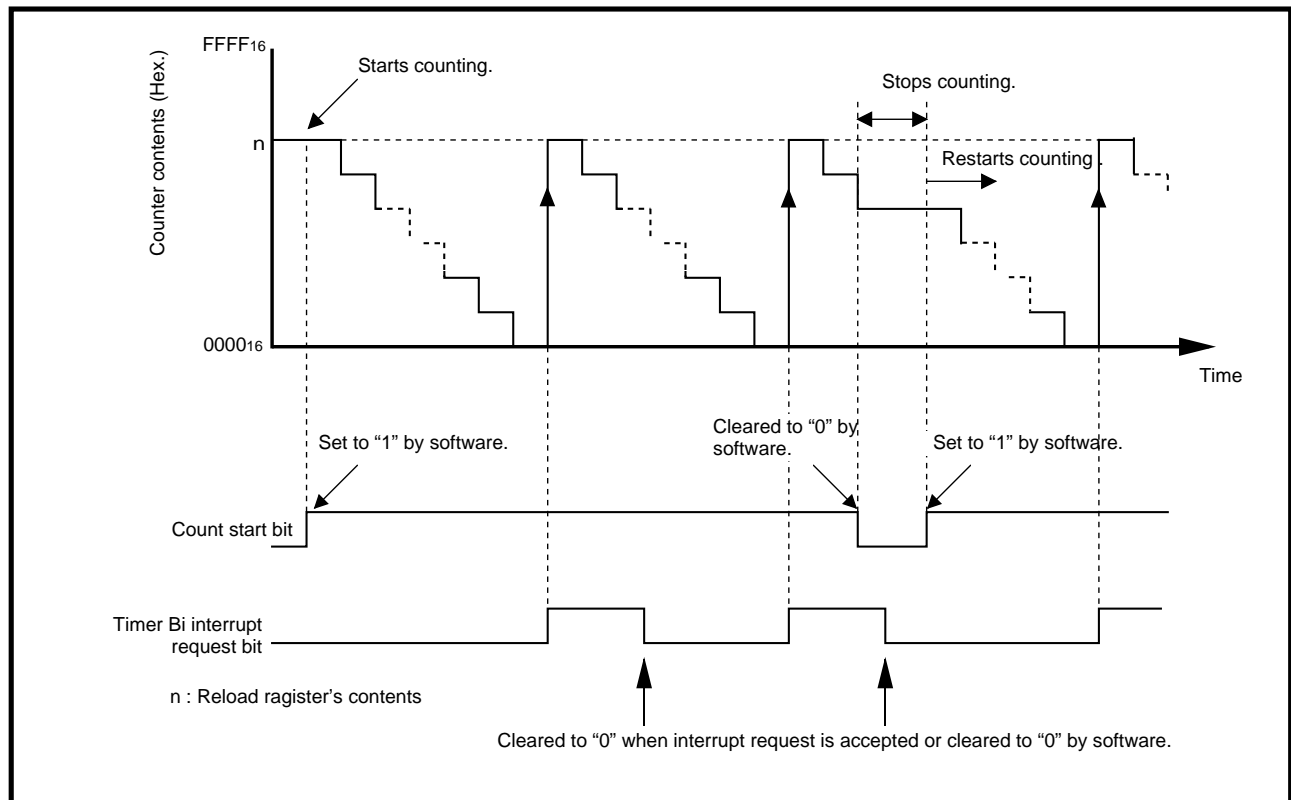 FFFF16
Counter contents (Hex.)
Starts counting.
Stops counting.
n
Restarts counting.
000016
Time
Set to “1” by software.
Cleared to “0” by
software.
Set to “1” by software.
Count start bit
Timer Bi interrupt
request bit
n : Reload ragister’s contents
Cleared to “0” when interrupt request is accepted or cleared to “0” by software.